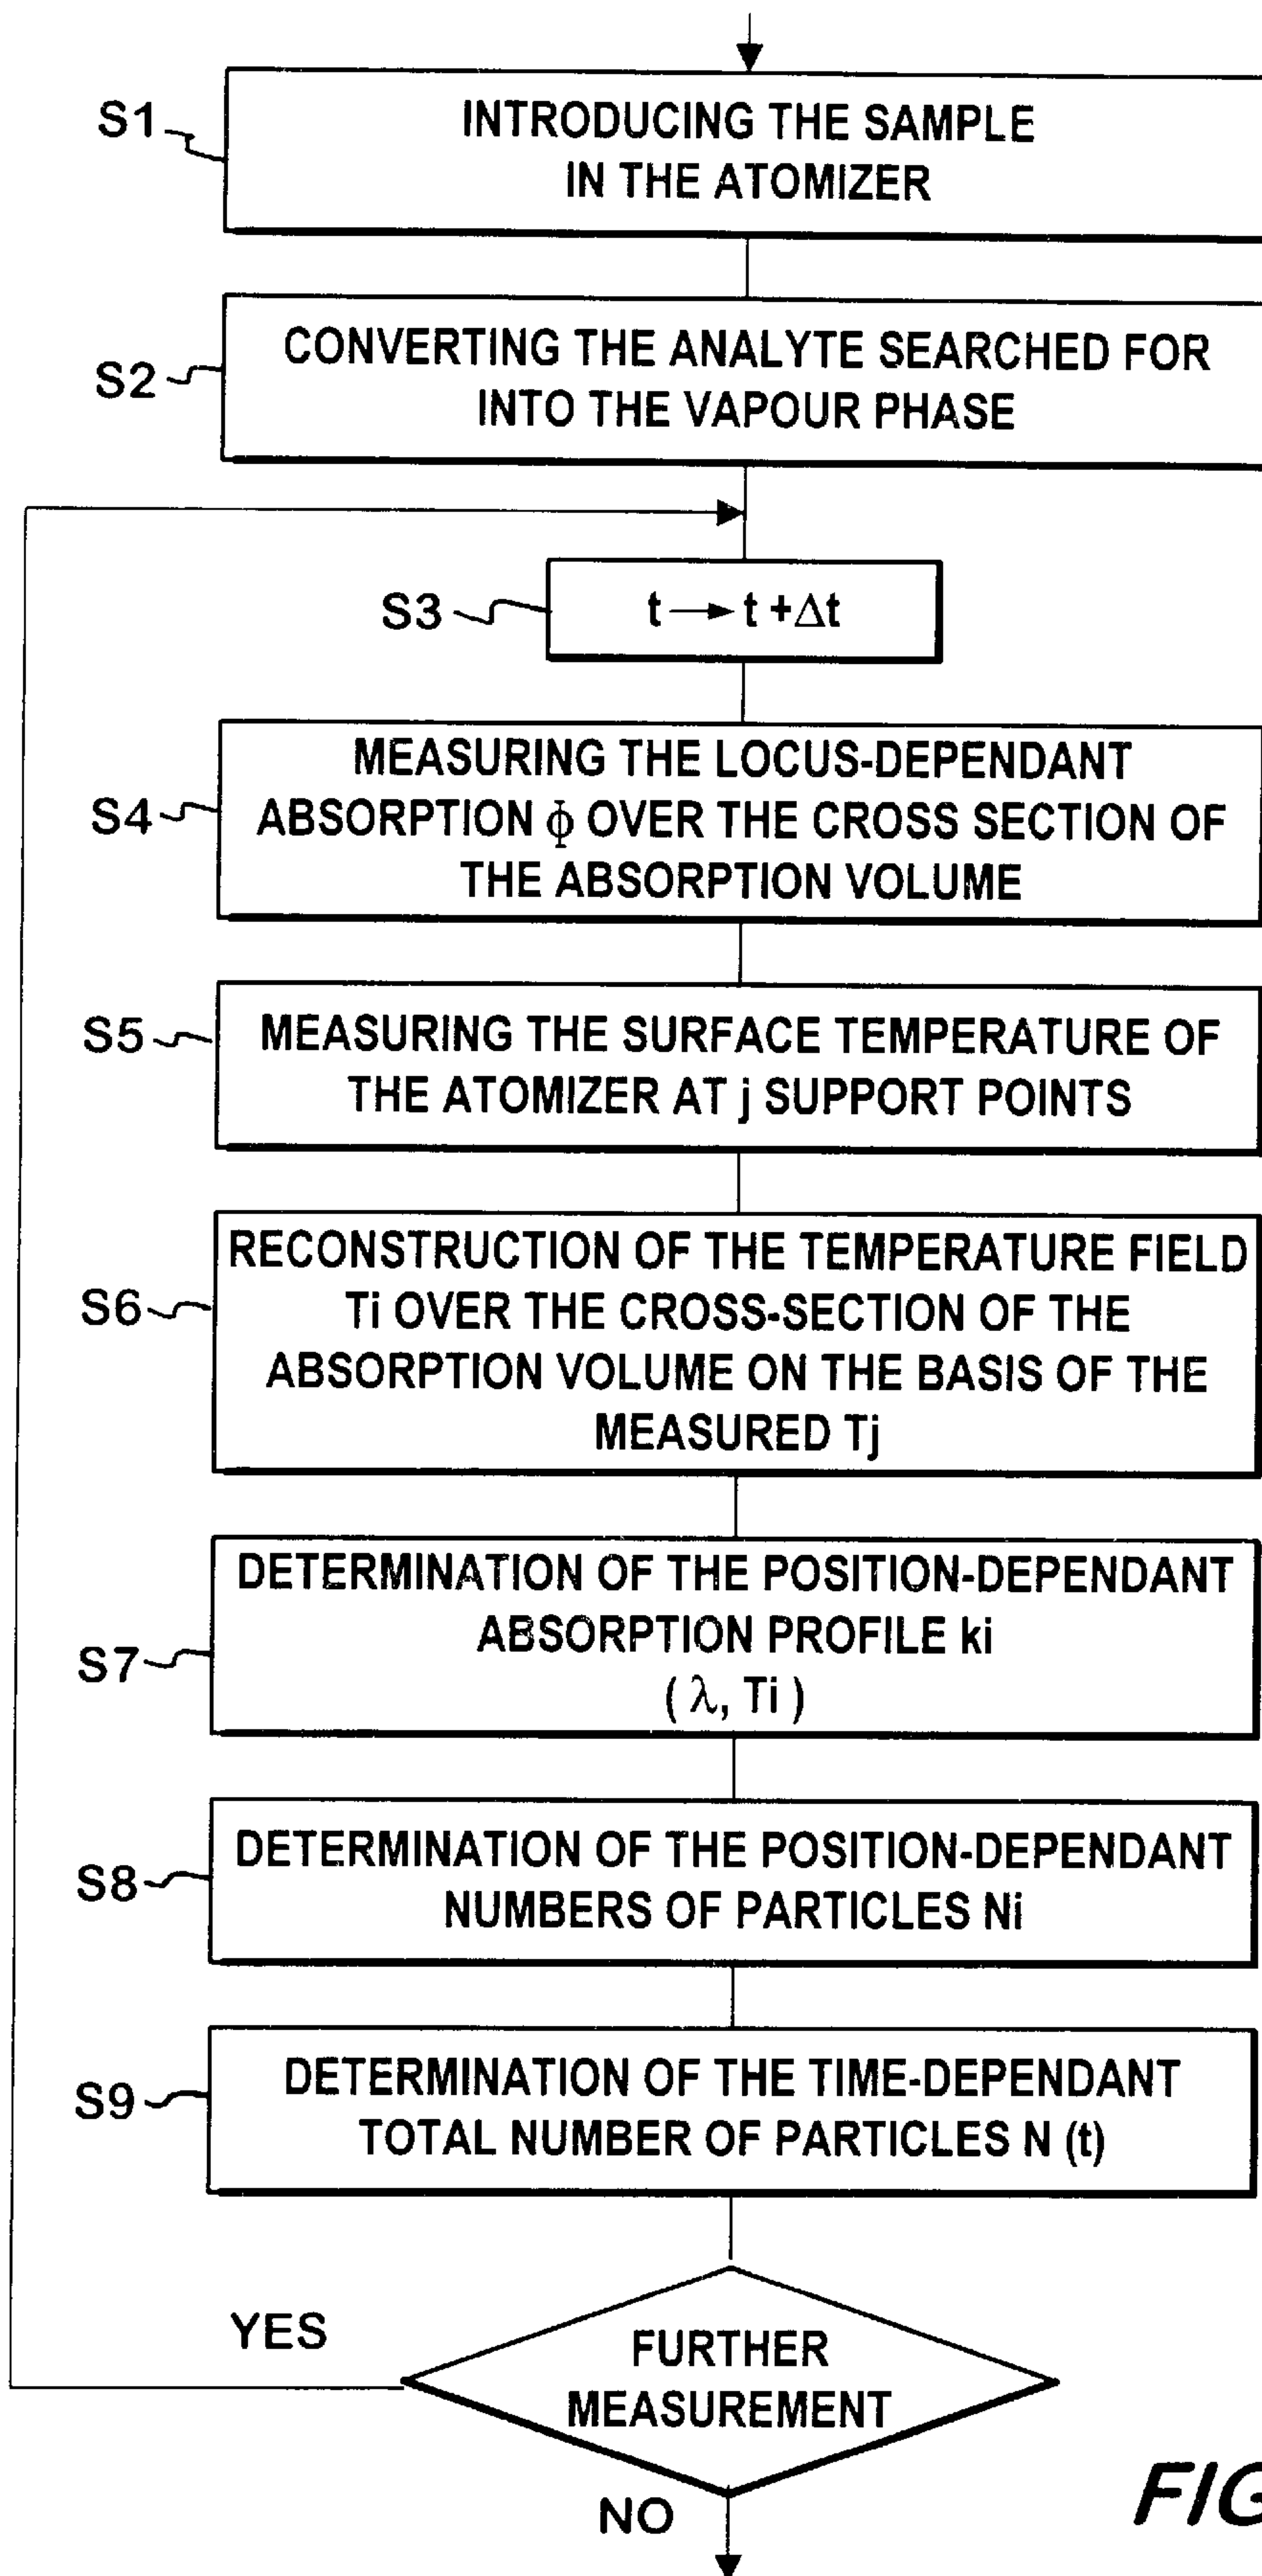 S1
INTRODUCING THE SAMPLE
IN THE ATOMIZER
S2
CONVERTING THE ANALYTE SEARCHED FOR
INTO THE VAPOUR PHASE
S3
t → t +Δt
S4
MEASURING THE LOCUS-DEPENDANT
ABSORPTION ϕ OVER THE CROSS SECTION OF
THE ABSORPTION VOLUME
S5
MEASURING THE SURFACE TEMPERATURE OF
THE ATOMIZER AT j SUPPORT POINTS
S6
RECONSTRUCTION OF THE TEMPERATURE FIELD
Ti OVER THE CROSS-SECTION OF THE
ABSORPTION VOLUME ON THE BASIS OF THE
MEASURED Tj
S7
DETERMINATION OF THE POSITION-DEPENDANT
ABSORPTION PROFILE ki
( λ, Ti )
S8
DETERMINATION OF THE POSITION-DEPENDANT
NUMBERS OF PARTICLES Ni
S9
DETERMINATION OF THE TIME-DEPENDANT
TOTAL NUMBER OF PARTICLES N (t)
YES
FURTHER
MEASUREMENT
NO
FIG